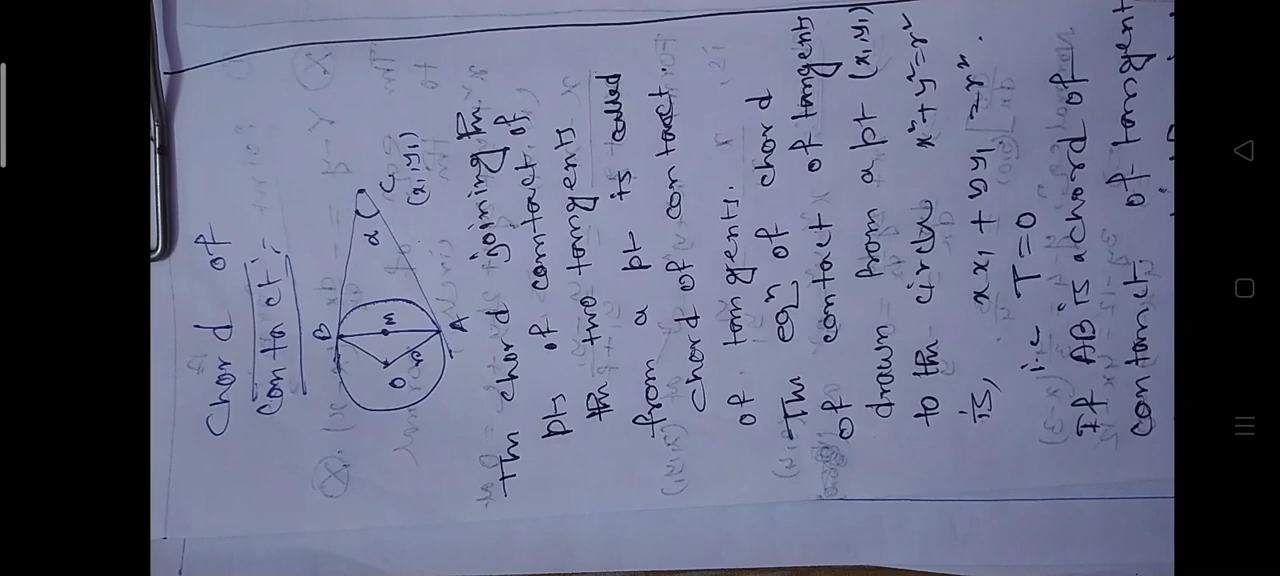 Chord of
Contact :-
B
M
O
r
A
α
C
(x₁, y₁)
The chord joining the
pts of contact of
the two tangents
from a pt is called
chord of contact
of tangents.
The eqn of chord
of contact of tangents
drawn from a pt (x₁, y₁)
to the circle x² + y² = r²
is, xx₁ + yy₁ = r².
i.e T = 0
If AB is a chord of
contact of tangent